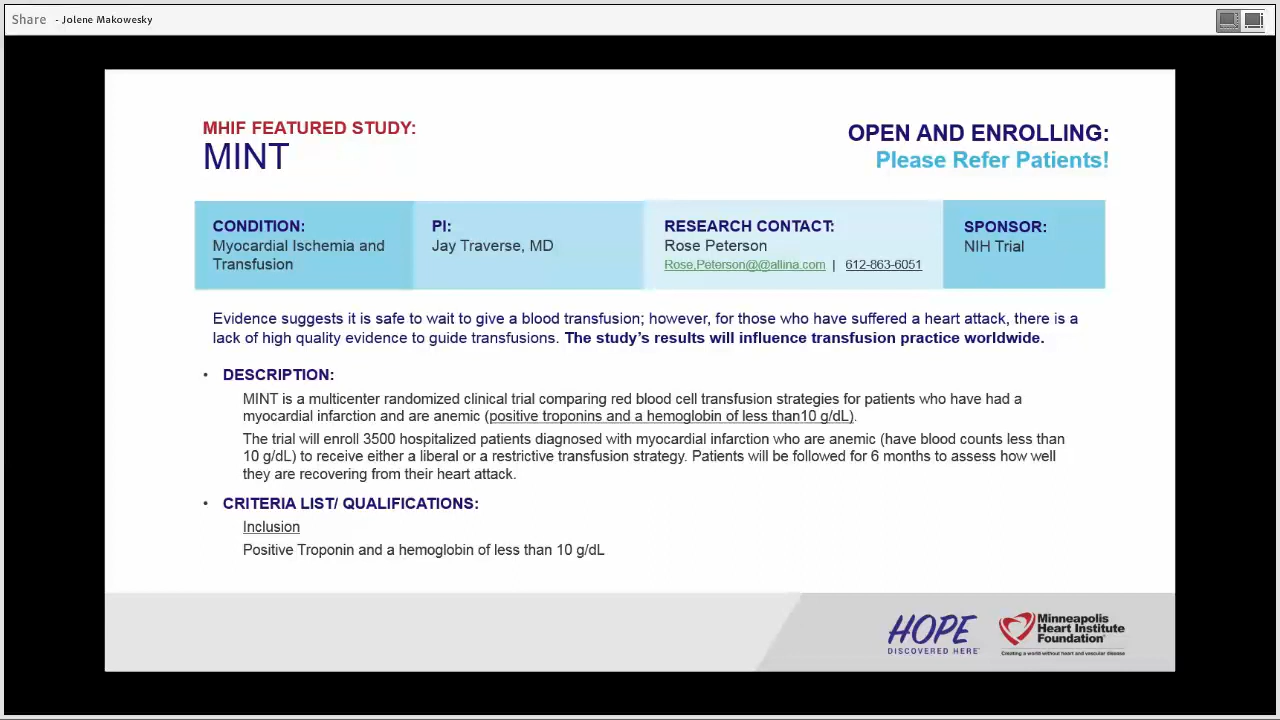 Share - Jolene Makowesky
MHIF FEATURED STUDY:
MINT
OPEN AND ENROLLING:
Please Refer Patients!
CONDITION:
Myocardial Ischemia and
Transfusion
PI:
Jay Traverse, MD
RESEARCH CONTACT:
Rose Peterson
Rose,Peterson@@allina.com | 612-863-6051
SPONSOR:
NIH Trial
Evidence suggests it is safe to wait to give a blood transfusion; however, for those who have suffered a heart attack, there is a
lack of high quality evidence to guide transfusions. The study's results will influence transfusion practice worldwide.
• DESCRIPTION:
MINT is a multicenter randomized clinical trial comparing red blood cell transfusion strategies for patients who have had a
myocardial infarction and are anemic (positive troponins and a hemoglobin of less than10 g/dL).
The trial will enroll 3500 hospitalized patients diagnosed with myocardial infarction who are anemic (have blood counts less than
10 g/dL) to receive either a liberal or a restrictive transfusion strategy. Patients will be followed for 6 months to assess how well
they are recovering from their heart attack.
• CRITERIA LIST/ QUALIFICATIONS:
Inclusion
Positive Troponin and a hemoglobin of less than 10 g/dL
HOPE
DISCOVERED HERE
Minneapolis
Heart Institute
Foundation
Creating a world without heart and vascular disease